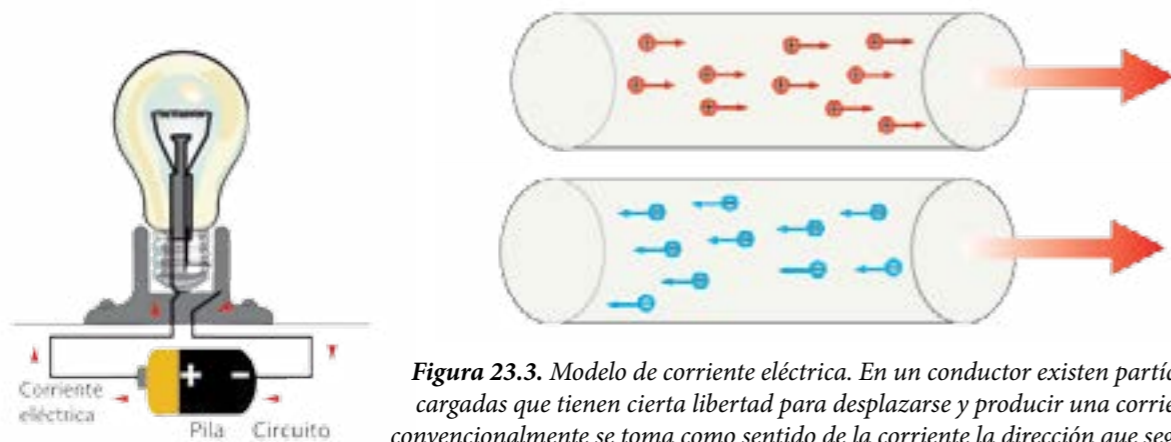 Corriente
eléctrica
+ −
Pila Circuito
Figura 23.3. Modelo de corriente eléctrica. En un conductor existen partíc
cargadas que tienen cierta libertad para desplazarse y producir una corrie
convencionalmente se toma como sentido de la corriente la dirección que seg